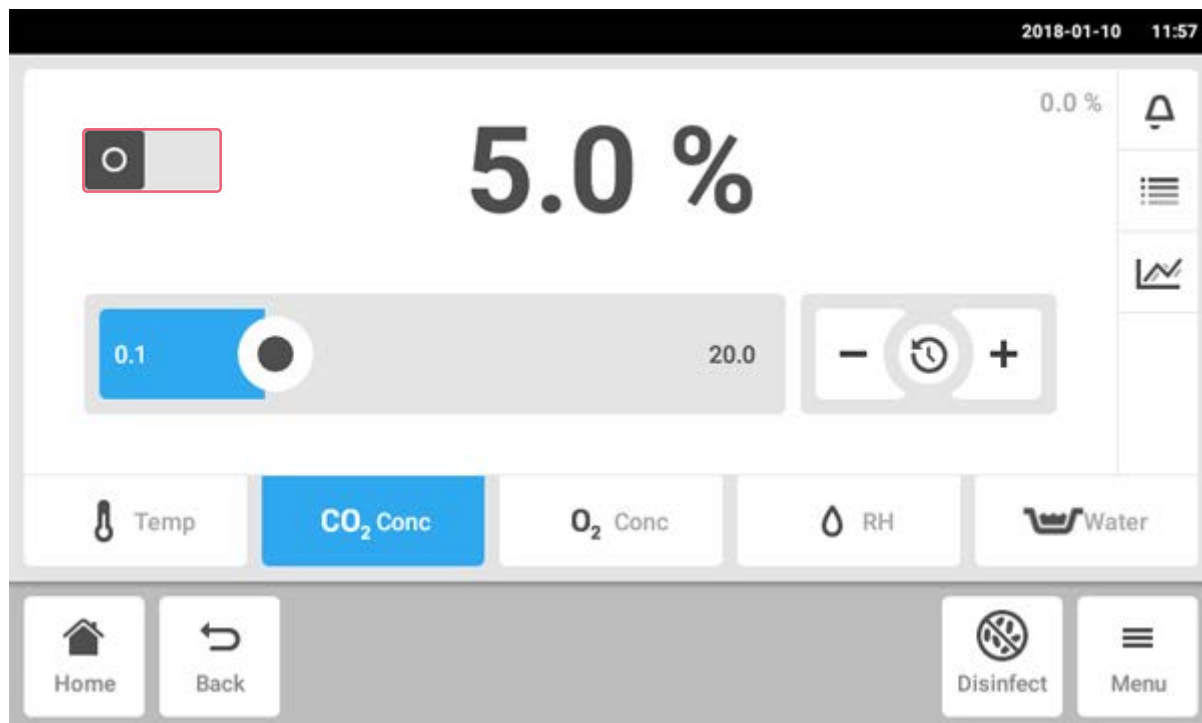 2018-01-10 11:57
0.0 %
5.0 %
0.1 20.0
Temp CO₂ Conc O₂ Conc RH Water
Home Back Disinfect Menu